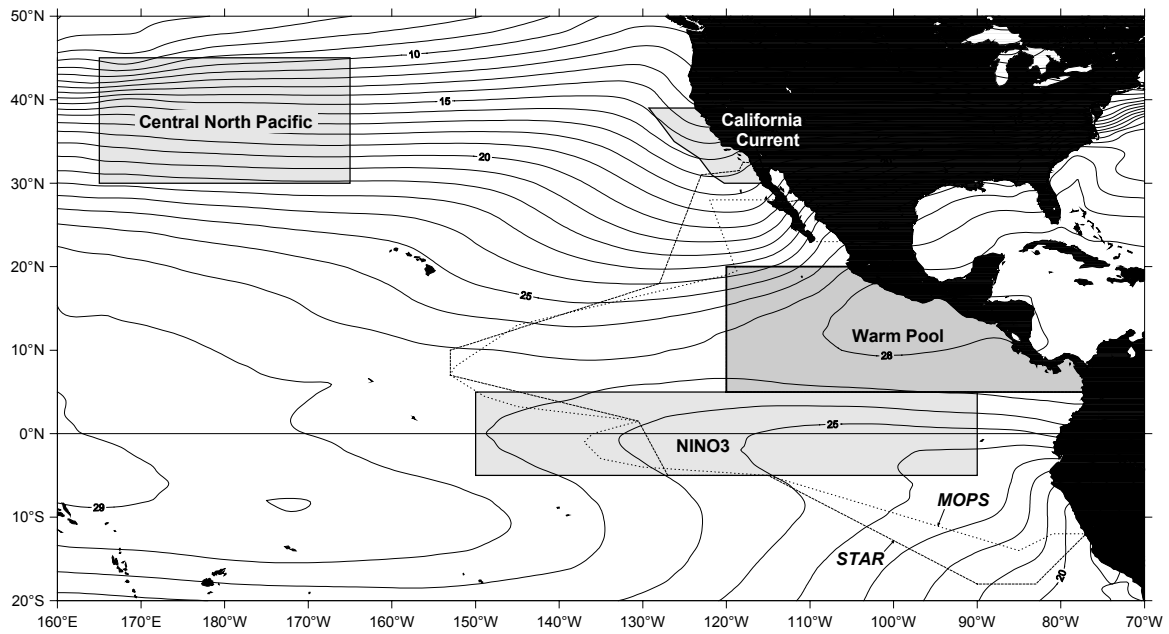 50°N
10
40°N
15
Central North Pacific
California
Current
20
30°N
20°N
25
Warm Pool
10°N
28
25
0°N
NINO3
29
MOPS
10°S
STAR
20
20°S
160°E 170°E 180°W 170°W 160°W 150°W 140°W 130°W 120°W 110°W 100°W 90°W 80°W 70°W